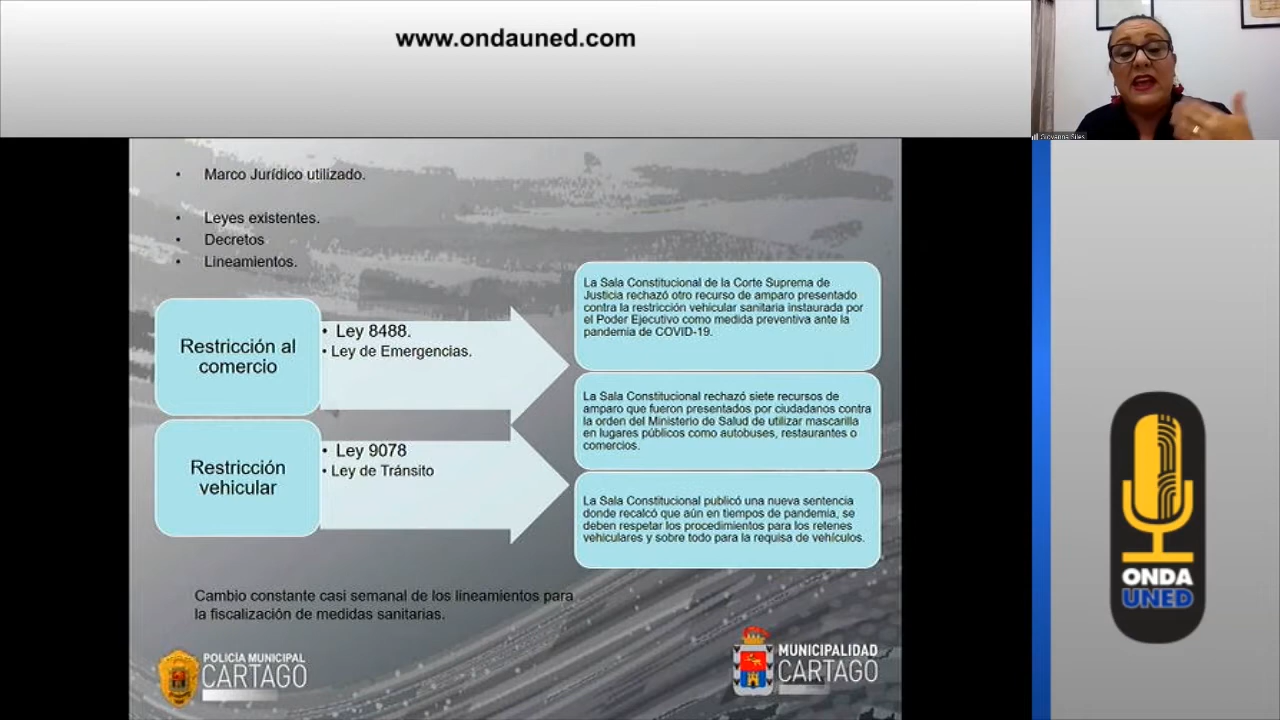 www.ondauned.com
Giovanna Siles
• Marco Jurídico utilizado.
• Leyes existentes.
• Decretos
• Lineamientos.
Restricción al
comercio
• Ley 8488.
• Ley de Emergencias.
Restricción
vehicular
• Ley 9078
• Ley de Tránsito
La Sala Constitucional de la Corte Suprema de
Justicia rechazó otro recurso de amparo presentado
contra la restricción vehicular sanitaria instaurada por
el Poder Ejecutivo como medida preventiva ante la
pandemia de COVID-19.
La Sala Constitucional rechazó siete recursos de
amparo que fueron presentados por ciudadanos contra
la orden del Ministerio de Salud de utilizar mascarilla
en lugares públicos como autobuses, restaurantes o
comercios.
La Sala Constitucional publicó una nueva sentencia
donde recalcó que aún en tiempos de pandemia, se
deben respetar los procedimientos para los retenes
vehiculares y sobre todo para la requisa de vehículos.
Cambio constante casi semanal de los lineamientos para
la fiscalización de medidas sanitarias.
POLICÍA MUNICIPAL
CARTAGO
MUNICIPALIDAD
CARTAGO
ONDA
UNED